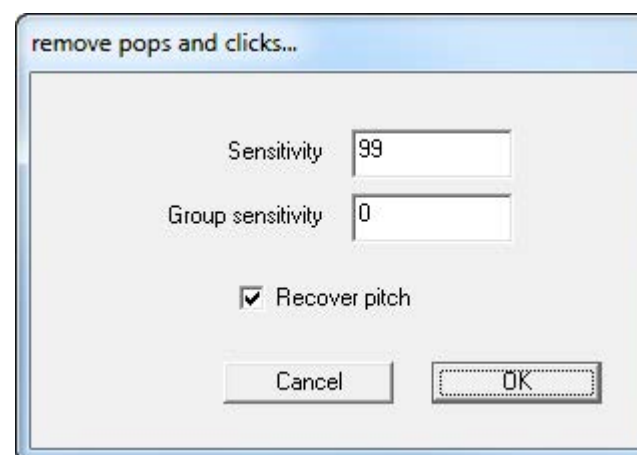 remove pops and clicks...
Sensitivity 99
Group sensitivity 0
Recover pitch
Cancel OK